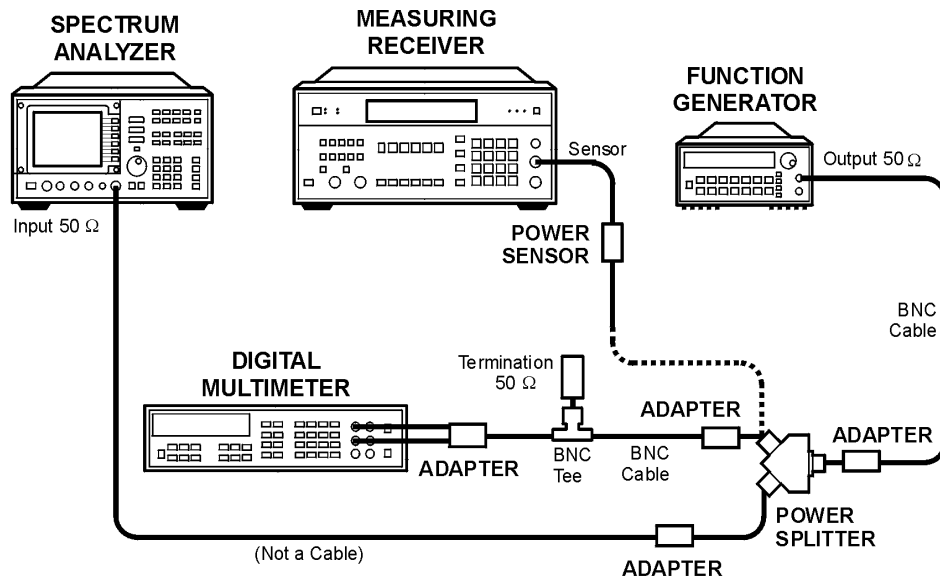 SPECTRUM
ANALYZER
MEASURING
RECEIVER
FUNCTION
GENERATOR
Sensor
Output 50 Ω
Input 50 Ω
POWER
SENSOR
BNC
Cable
DIGITAL
MULTIMETER
Termination
50 Ω
ADAPTER
ADAPTER
ADAPTER
BNC
Tee
BNC
Cable
POWER
SPLITTER
(Not a Cable)
ADAPTER